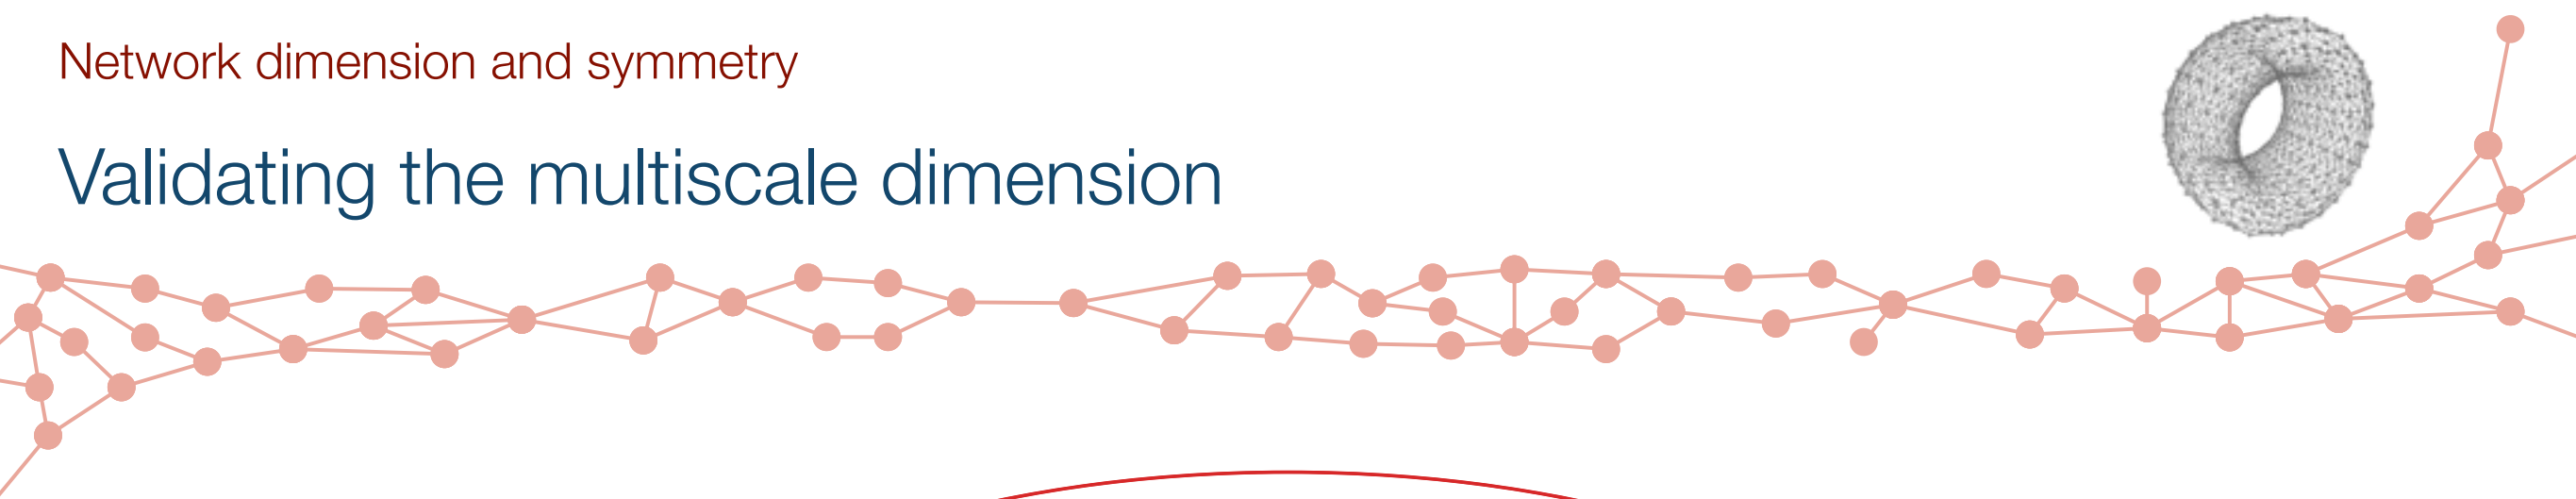 Network dimension and symmetry
Validating the multiscale dimension